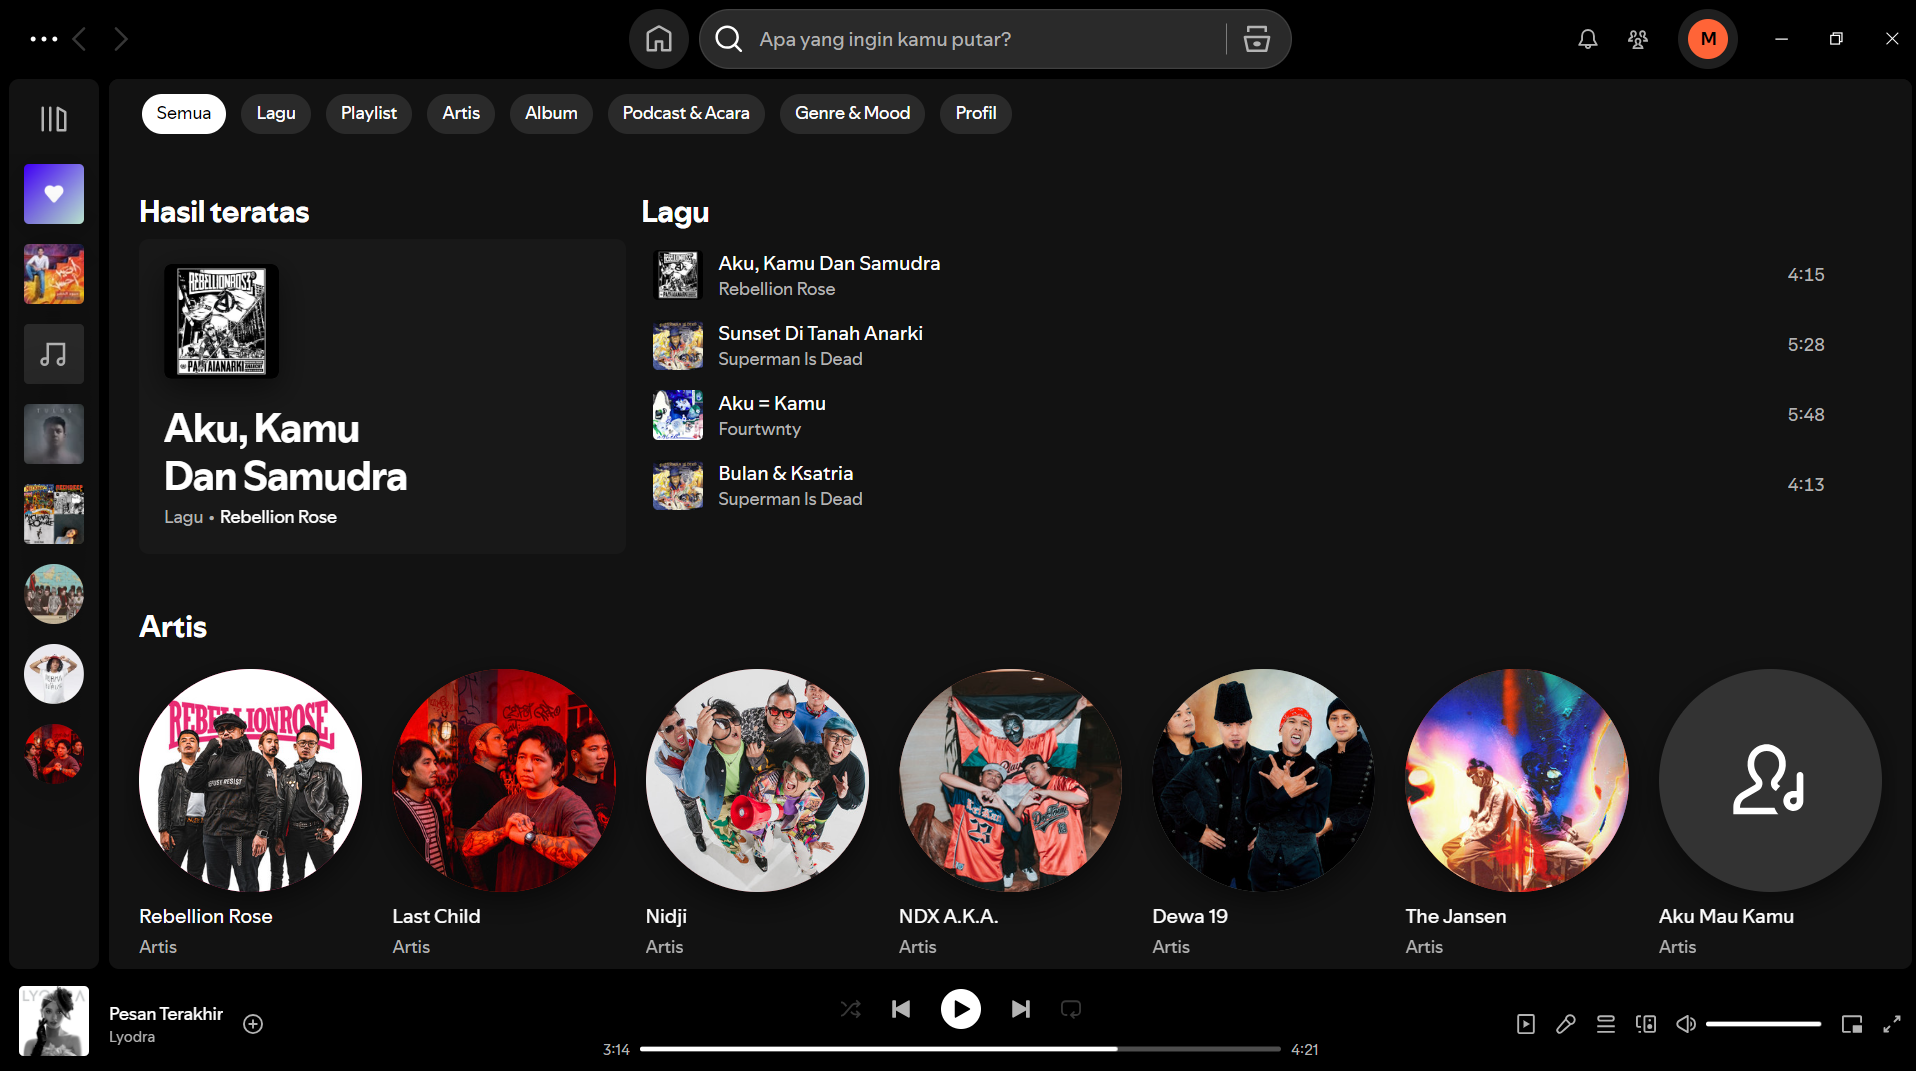 Apa yang ingin kamu putar?
M
Semua
Lagu
Playlist
Artis
Album
Podcast & Acara
Genre & Mood
Profil
Hasil teratas
REBELLIONROSE
Aku, Kamu
Dan Samudra
Lagu • Rebellion Rose
Lagu
Aku, Kamu Dan Samudra
Rebellion Rose
4:15
Sunset Di Tanah Anarki
Superman Is Dead
5:28
Aku = Kamu
Fourtwnty
5:48
Bulan & Ksatria
Superman Is Dead
4:13
Artis
REBELLIONROSE
Rebellion Rose
Artis
Last Child
Artis
Nidji
Artis
23
NDX A.K.A.
Artis
Dewa 19
Artis
The Jansen
Artis
Aku Mau Kamu
Artis
LYODRA
Pesan Terakhir
Lyodra
3:14
4:21